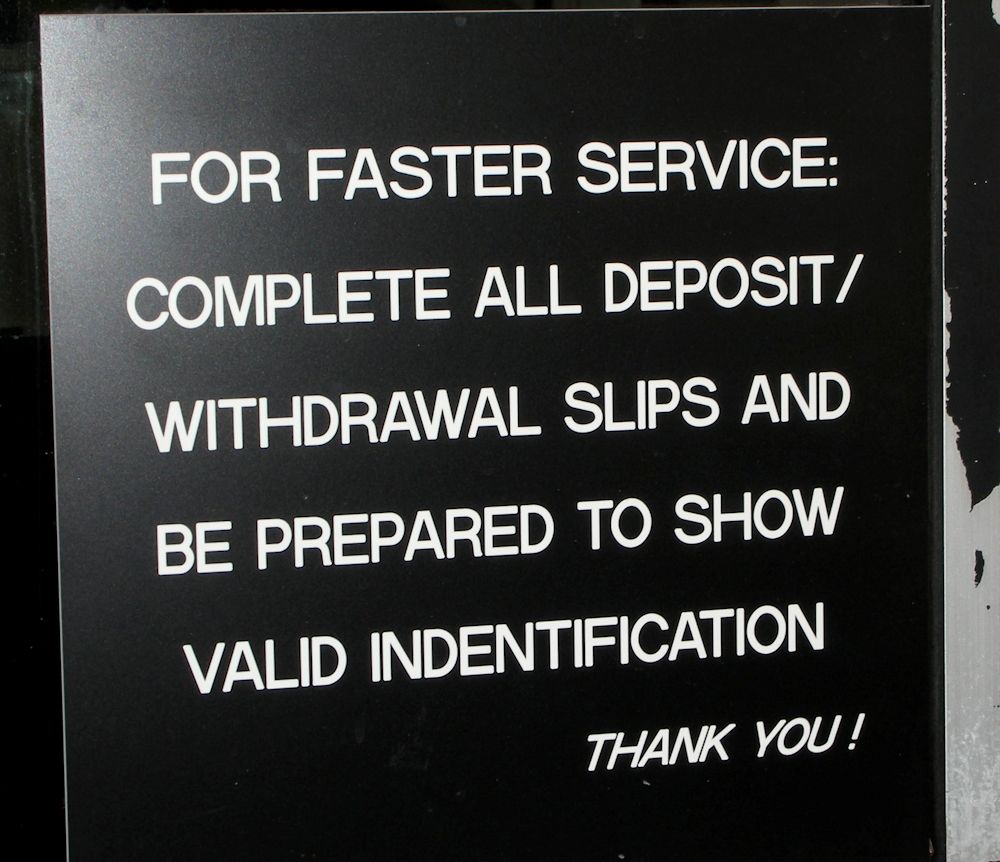 FOR FASTER SERVICE:
COMPLETE ALL DEPOSIT/
WITHDRAWAL SLIPS AND
BE PREPARED TO SHOW
VALID INDENTIFICATION
THANK YOU!